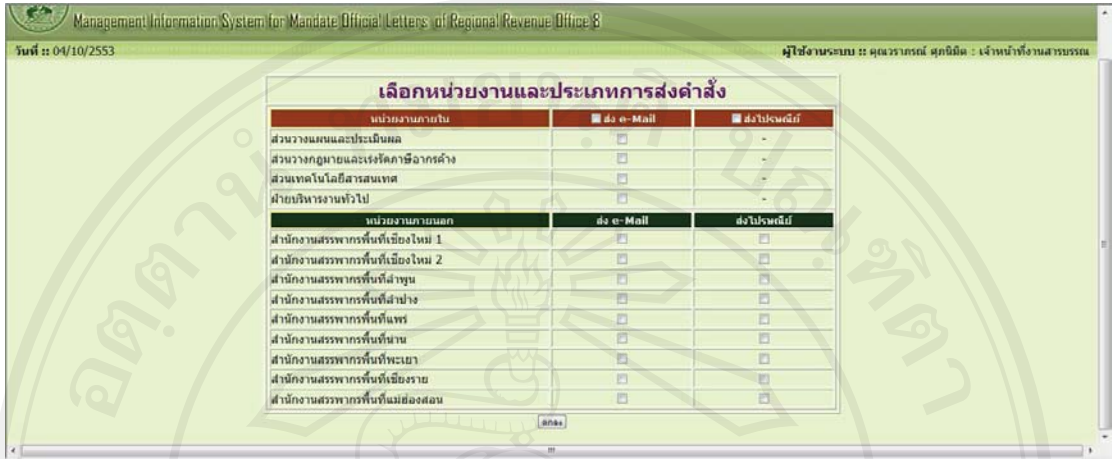 Management Information System for Mandate Official Letters of Regional Revenue Office 8
วันที่ :: 04/10/2553 ผู้ใช้งานระบบ :: คุณวราภรณ์ ศุภนิมิต : เจ้าหน้าที่งานสารบรรณ
เลือกหน่วยงานและประเภทการส่งคำสั่ง
หน่วยงานภายใน ส่ง e-Mail ส่งไปรษณีย์
ส่วนวางแผนและประเมินผล -
ส่วนวางกฎหมายและเร่งรัดภาษีอากรค้าง -
ส่วนเทคโนโลยีสารสนเทศ -
ฝ่ายบริหารงานทั่วไป -
หน่วยงานภายนอก ส่ง e-Mail ส่งไปรษณีย์
สำนักงานสรรพากรพื้นที่เชียงใหม่ 1
สำนักงานสรรพากรพื้นที่เชียงใหม่ 2
สำนักงานสรรพากรพื้นที่ลำพูน
สำนักงานสรรพากรพื้นที่ลำปาง
สำนักงานสรรพากรพื้นที่แพร่
สำนักงานสรรพากรพื้นที่น่าน
สำนักงานสรรพากรพื้นที่พะเยา
สำนักงานสรรพากรพื้นที่เชียงราย
สำนักงานสรรพากรพื้นที่แม่ฮ่องสอน
ตกลง